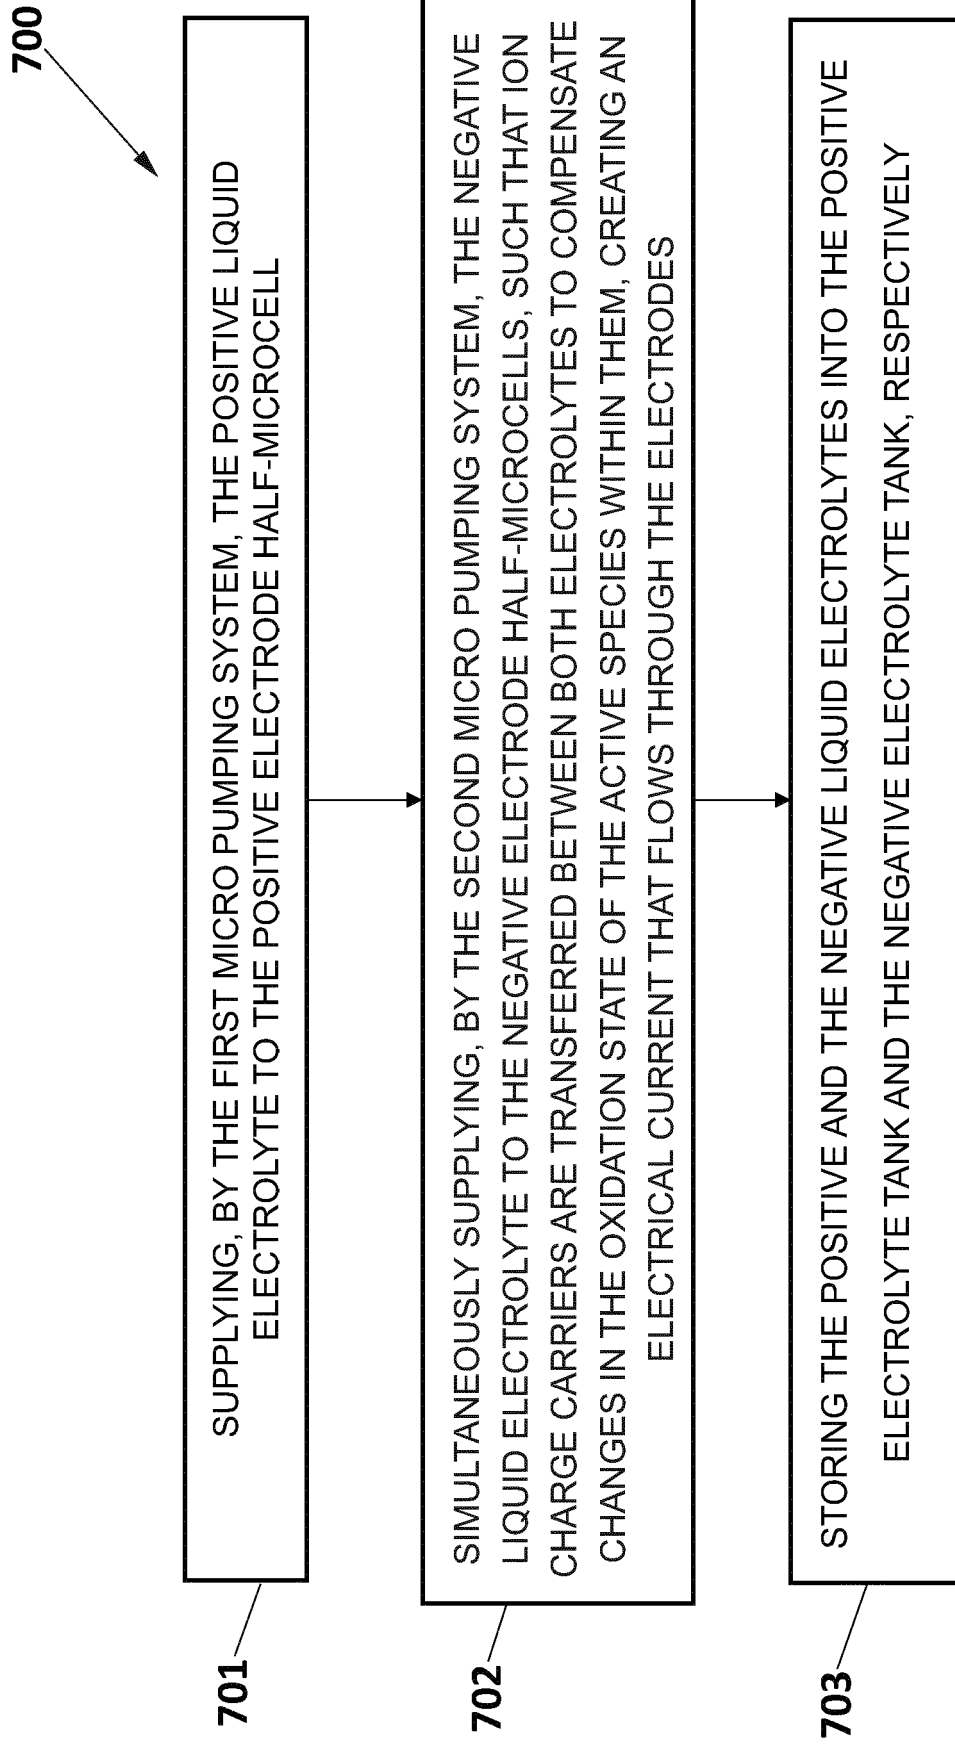 700
701
SUPPLYING, BY THE FIRST MICRO PUMPING SYSTEM, THE POSITIVE LIQUID
ELECTROLYTE TO THE POSITIVE ELECTRODE HALF-MICROCELL
702
SIMULTANEOUSLY SUPPLYING, BY THE SECOND MICRO PUMPING SYSTEM, THE NEGATIVE
LIQUID ELECTROLYTE TO THE NEGATIVE ELECTRODE HALF-MICROCELLS, SUCH THAT ION
CHARGE CARRIERS ARE TRANSFERRED BETWEEN BOTH ELECTROLYTES TO COMPENSATE
CHANGES IN THE OXIDATION STATE OF THE ACTIVE SPECIES WITHIN THEM, CREATING AN
ELECTRICAL CURRENT THAT FLOWS THROUGH THE ELECTRODES
703
STORING THE POSITIVE AND THE NEGATIVE LIQUID ELECTROLYTES INTO THE POSITIVE
ELECTROLYTE TANK AND THE NEGATIVE ELECTROLYTE TANK, RESPECTIVELY